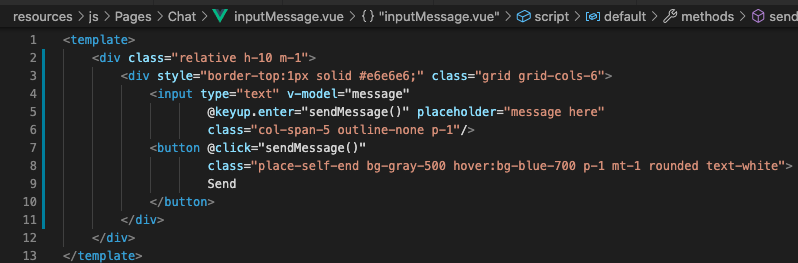 resources > js > Pages > Chat > inputMessage.vue > {} "inputMessage.vue" > script > default > methods > send
1 <template>
2 <div class="relative h-10 m-1">
3 <div style="border-top:1px solid #e6e6e6;" class="grid grid-cols-6">
4 <input type="text" v-model="message"
5 @keyup.enter="sendMessage()" placeholder="message here"
6 class="col-span-5 outline-none p-1"/>
7 <button @click="sendMessage()"
8 class="place-self-end bg-gray-500 hover:bg-blue-700 p-1 mt-1 rounded text-white">
9 Send
10 </button>
11 </div>
12 </div>
13 </template>